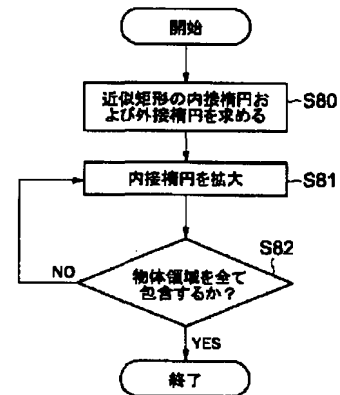 開始
近似矩形の内接楕円お
よび外接楕円を求める
S80
内接楕円を拡大
S81
S82
物体領域を全て
包含するか？
NO
YES
終了